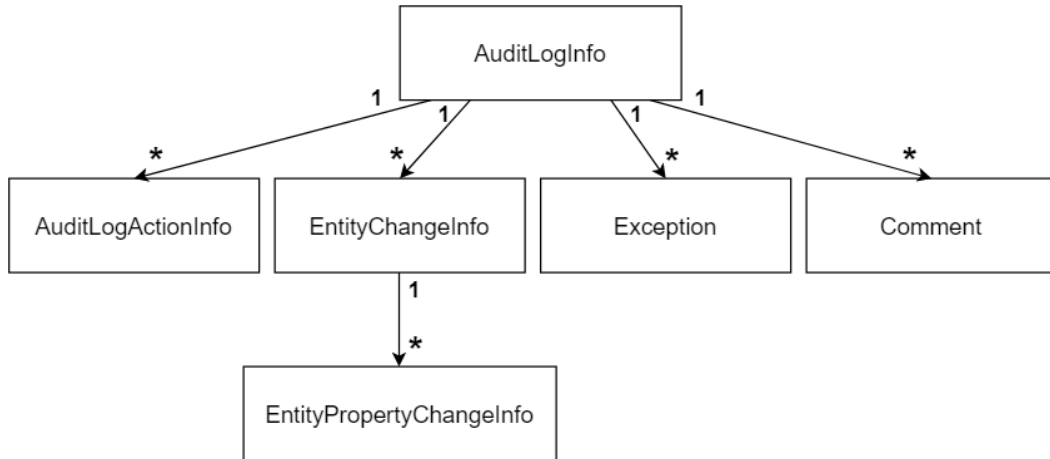 AuditLogInfo
1
1
1
1
*
*
*
*
AuditLogActionInfo
EntityChangeInfo
Exception
Comment
1
*
EntityPropertyChangeInfo